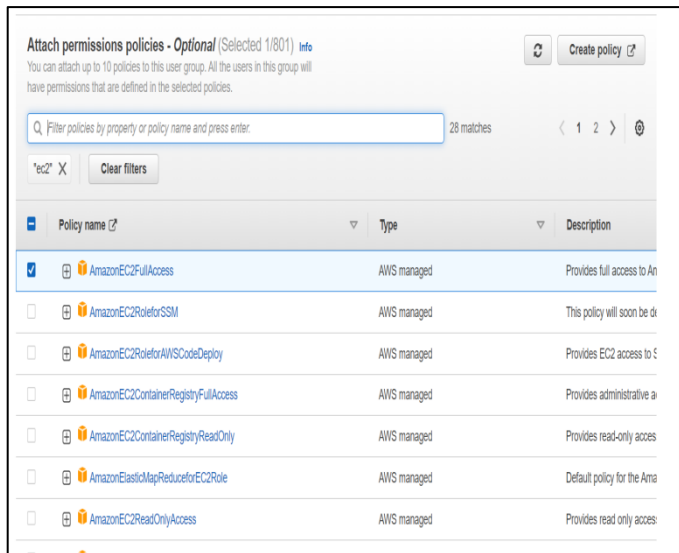 Attach permissions policies - Optional (Selected 1/801) Info
You can attach up to 10 policies to this user group. All the users in this group will
have permissions that are defined in the selected policies.
Create policy
Filter policies by property or policy name and press enter.
28 matches
1 2
"ec2" X
Clear filters
Policy name Type Description
AmazonEC2FullAccess AWS managed Provides full access to An
AmazonEC2RoleforSSM AWS managed This policy will soon be de
AmazonEC2RoleforAWSCodeDeploy AWS managed Provides EC2 access to S
AmazonEC2ContainerRegistryFullAccess AWS managed Provides administrative a
AmazonEC2ContainerRegistryReadOnly AWS managed Provides read-only acces
AmazonElasticMapReduceforEC2Role AWS managed Default policy for the Ama
AmazonEC2ReadOnlyAccess AWS managed Provides read only access